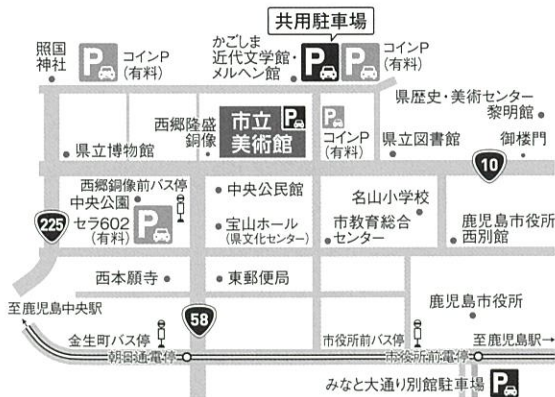 共用駐車場
照国
神社
P
コインP
(有料)
かごしま
近代文学館・
メルヘン館
P
P
コインP
(有料)
県歴史・美術センター
黎明館
西郷隆盛
銅像
市立
美術館
P
P
コインP
(有料)
県立図書館
御楼門
県立博物館
10
西郷銅像前バス停
中央公園
セラ602
(有料)
P
中央公民館
宝山ホール
(県文化センター)
名山小学校
市教育総合
センター
鹿児島市役所
西別館
225
西本願寺
東郵便局
58
鹿児島市役所
至鹿児島中央駅
金生町バス停
朝日通電停
市役所前バス停
市役所前電停
至鹿児島駅→
みなと大通り別館駐車場
P